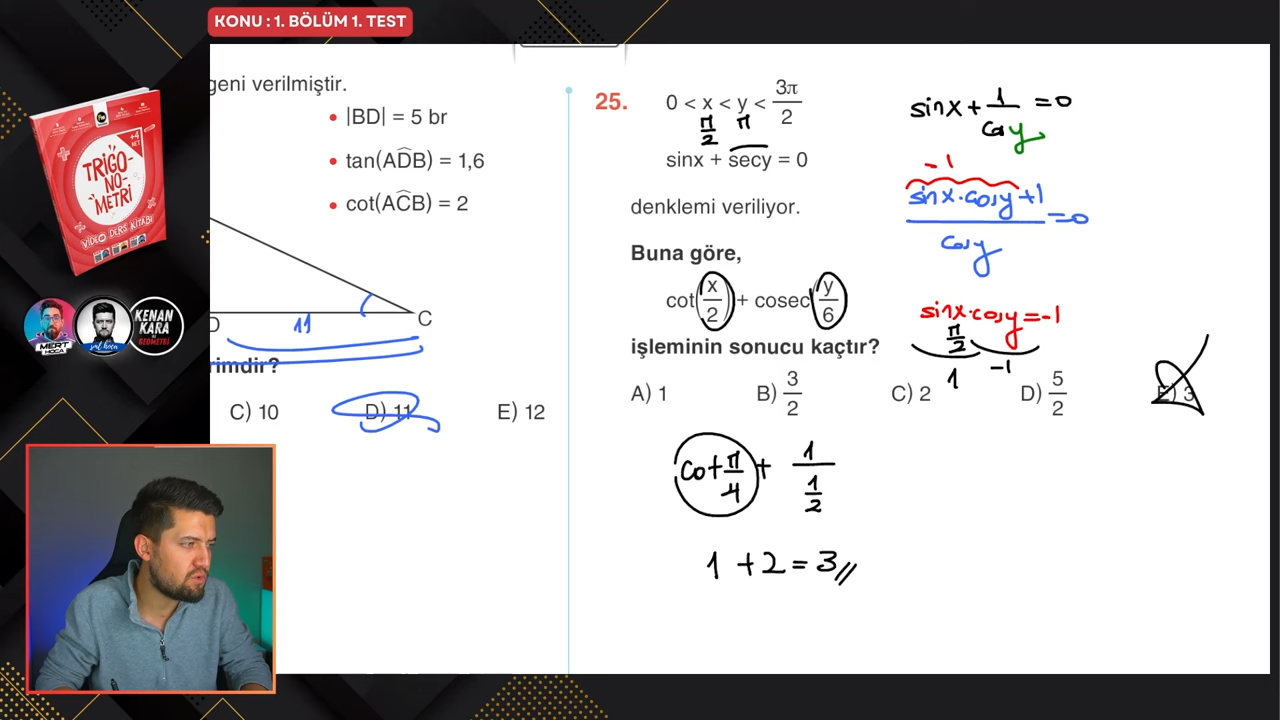 KONU : 1. BÖLÜM 1. TEST
+4 NET
TRİGO-
NO-
METRİ
VİDEO DERS KİTABI
MERT HOCA
KENAN
KARA
GEOMETRİ
geni verilmiştir.
• |BD| = 5 br
• tan(ADB) = 1,6
• cot(ACB) = 2
D
11
C
rimdir?
C) 10
D) 11
E) 12
25. 0 < x < y < 3π/2
π/2 π
sinx + secy = 0
denklemi veriliyor.
Buna göre,
cot(x/2) + cosec(y/6)
işleminin sonucu kaçtır?
A) 1
B) 3/2
C) 2
D) 5/2
E) 3
cot π/4 + 1/(1/2)
1 + 2 = 3
sinx + 1/cosy = 0
-1
sinx.cosy + 1
cosy
= 0
sinx.cosy = -1
π/2
1
-1